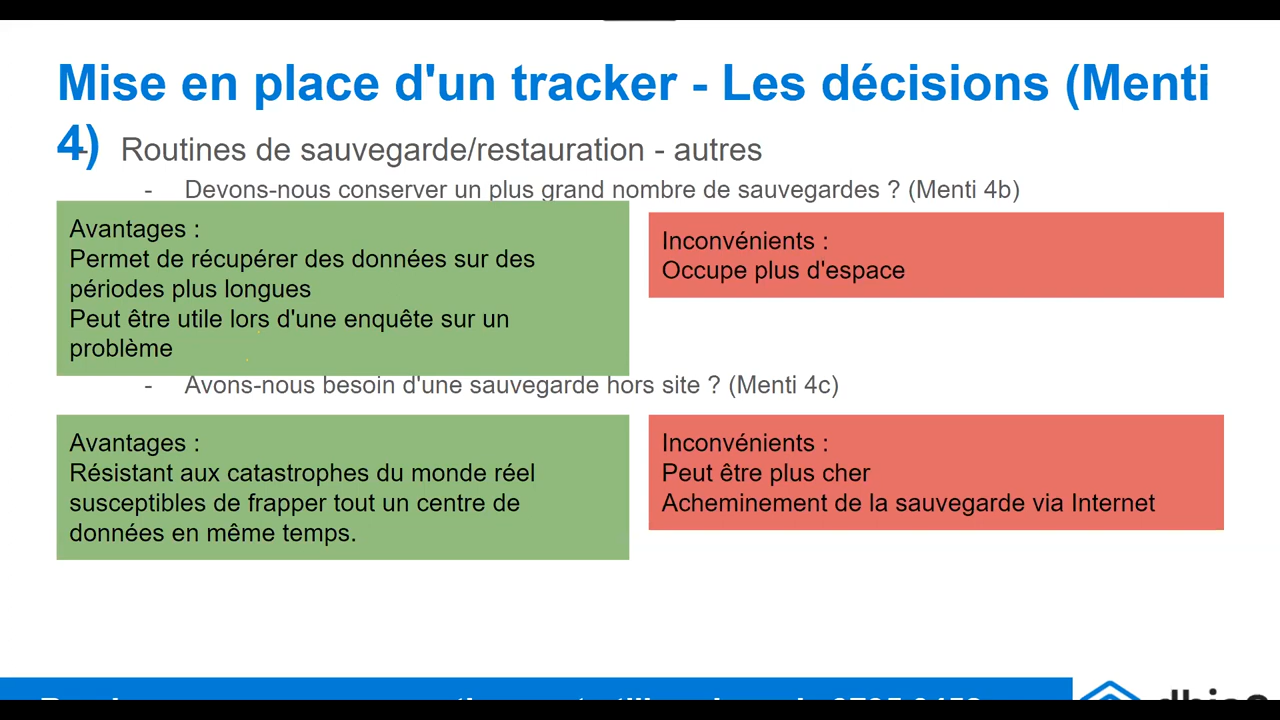 Mise en place d'un tracker - Les décisions (Menti
4)
- Routines de sauvegarde/restauration - autres
- Devons-nous conserver un plus grand nombre de sauvegardes ? (Menti 4b)
Avantages :
Permet de récupérer des données sur des
périodes plus longues
Peut être utile lors d'une enquête sur un
problème
Inconvénients :
Occupe plus d'espace
- Avons-nous besoin d'une sauvegarde hors site ? (Menti 4c)
Avantages :
Résistant aux catastrophes du monde réel
susceptibles de frapper tout un centre de
données en même temps.
Inconvénients :
Peut être plus cher
Acheminement de la sauvegarde via Internet